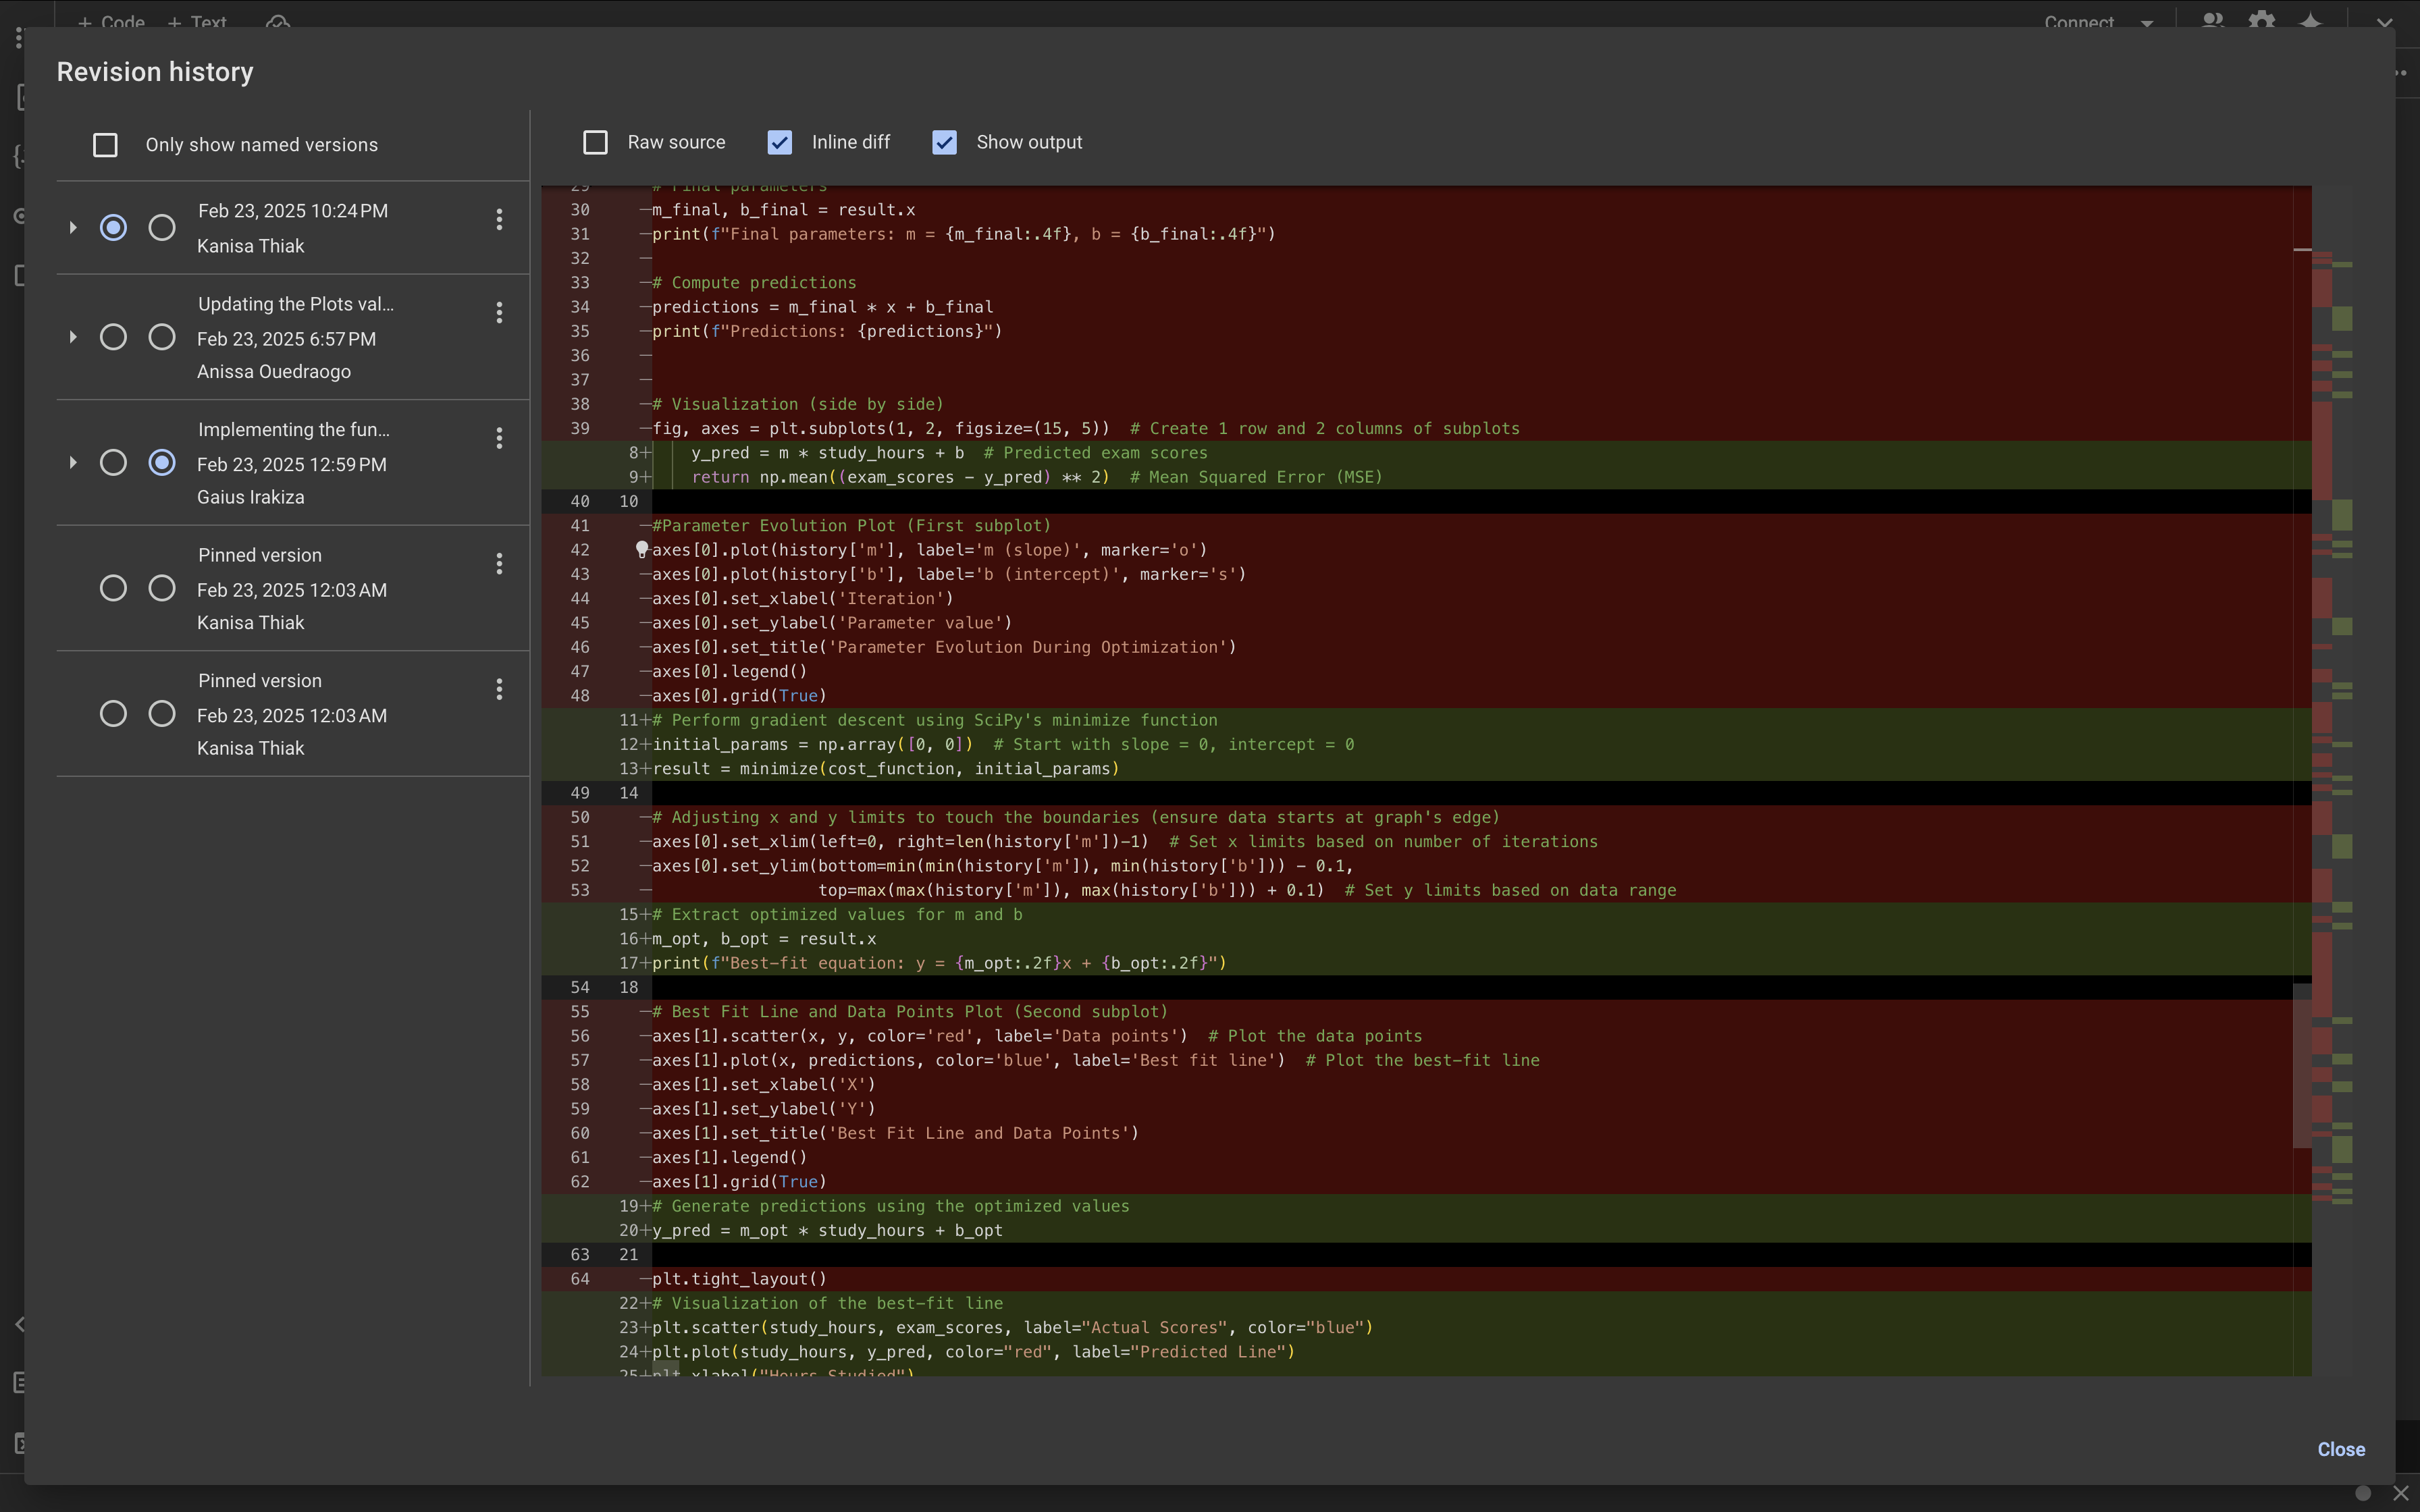 + Code + Text
Connect
Revision history
Only show named versions
Feb 23, 2025 10:24 PM
Kanisa Thiak
Updating the Plots val...
Feb 23, 2025 6:57 PM
Anissa Ouedraogo
Implementing the fun...
Feb 23, 2025 12:59 PM
Gaius Irakiza
Pinned version
Feb 23, 2025 12:03 AM
Kanisa Thiak
Pinned version
Feb 23, 2025 12:03 AM
Kanisa Thiak
Raw source
Inline diff
Show output
29 # Final parameters
30 —m_final, b_final = result.x
31 —print(f"Final parameters: m = {m_final:.4f}, b = {b_final:.4f}")
32 —
33 —# Compute predictions
34 —predictions = m_final * x + b_final
35 —print(f"Predictions: {predictions}")
36 —
37 —
38 —# Visualization (side by side)
39 —fig, axes = plt.subplots(1, 2, figsize=(15, 5))  # Create 1 row and 2 columns of subplots
8+    y_pred = m * study_hours + b  # Predicted exam scores
9+    return np.mean((exam_scores - y_pred) ** 2)  # Mean Squared Error (MSE)
40 10
41 —#Parameter Evolution Plot (First subplot)
42 axes[0].plot(history['m'], label='m (slope)', marker='o')
43 —axes[0].plot(history['b'], label='b (intercept)', marker='s')
44 —axes[0].set_xlabel('Iteration')
45 —axes[0].set_ylabel('Parameter value')
46 —axes[0].set_title('Parameter Evolution During Optimization')
47 —axes[0].legend()
48 —axes[0].grid(True)
11+# Perform gradient descent using SciPy's minimize function
12+initial_params = np.array([0, 0])  # Start with slope = 0, intercept = 0
13+result = minimize(cost_function, initial_params)
49 14
50 —# Adjusting x and y limits to touch the boundaries (ensure data starts at graph's edge)
51 —axes[0].set_xlim(left=0, right=len(history['m'])-1)  # Set x limits based on number of iterations
52 —axes[0].set_ylim(bottom=min(min(history['m']), min(history['b'])) - 0.1,
53 —                 top=max(max(history['m']), max(history['b'])) + 0.1)  # Set y limits based on data range
15+# Extract optimized values for m and b
16+m_opt, b_opt = result.x
17+print(f"Best-fit equation: y = {m_opt:.2f}x + {b_opt:.2f}")
54 18
55 —# Best Fit Line and Data Points Plot (Second subplot)
56 —axes[1].scatter(x, y, color='red', label='Data points')  # Plot the data points
57 —axes[1].plot(x, predictions, color='blue', label='Best fit line')  # Plot the best-fit line
58 —axes[1].set_xlabel('X')
59 —axes[1].set_ylabel('Y')
60 —axes[1].set_title('Best Fit Line and Data Points')
61 —axes[1].legend()
62 —axes[1].grid(True)
19+# Generate predictions using the optimized values
20+y_pred = m_opt * study_hours + b_opt
63 21
64 —plt.tight_layout()
22+# Visualization of the best-fit line
23+plt.scatter(study_hours, exam_scores, label="Actual Scores", color="blue")
24+plt.plot(study_hours, y_pred, color="red", label="Predicted Line")
25+plt.xlabel("Hours Studied")
Close